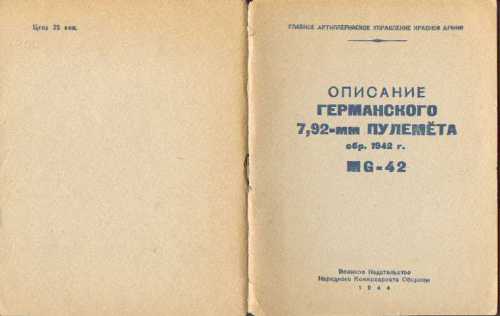 Цена 25 коп.
ГЛАВНОЕ АРТИЛЛЕРИЙСКОЕ УПРАВЛЕНИЕ КРАСНОЙ АРМИИ
ОПИСАНИЕ
ГЕРМАНСКОГО
7,92-мм ПУЛЕМЁТА
обр. 1942 г.
MG-42
Военное Издательство
Народного Комиссариата Обороны
1944